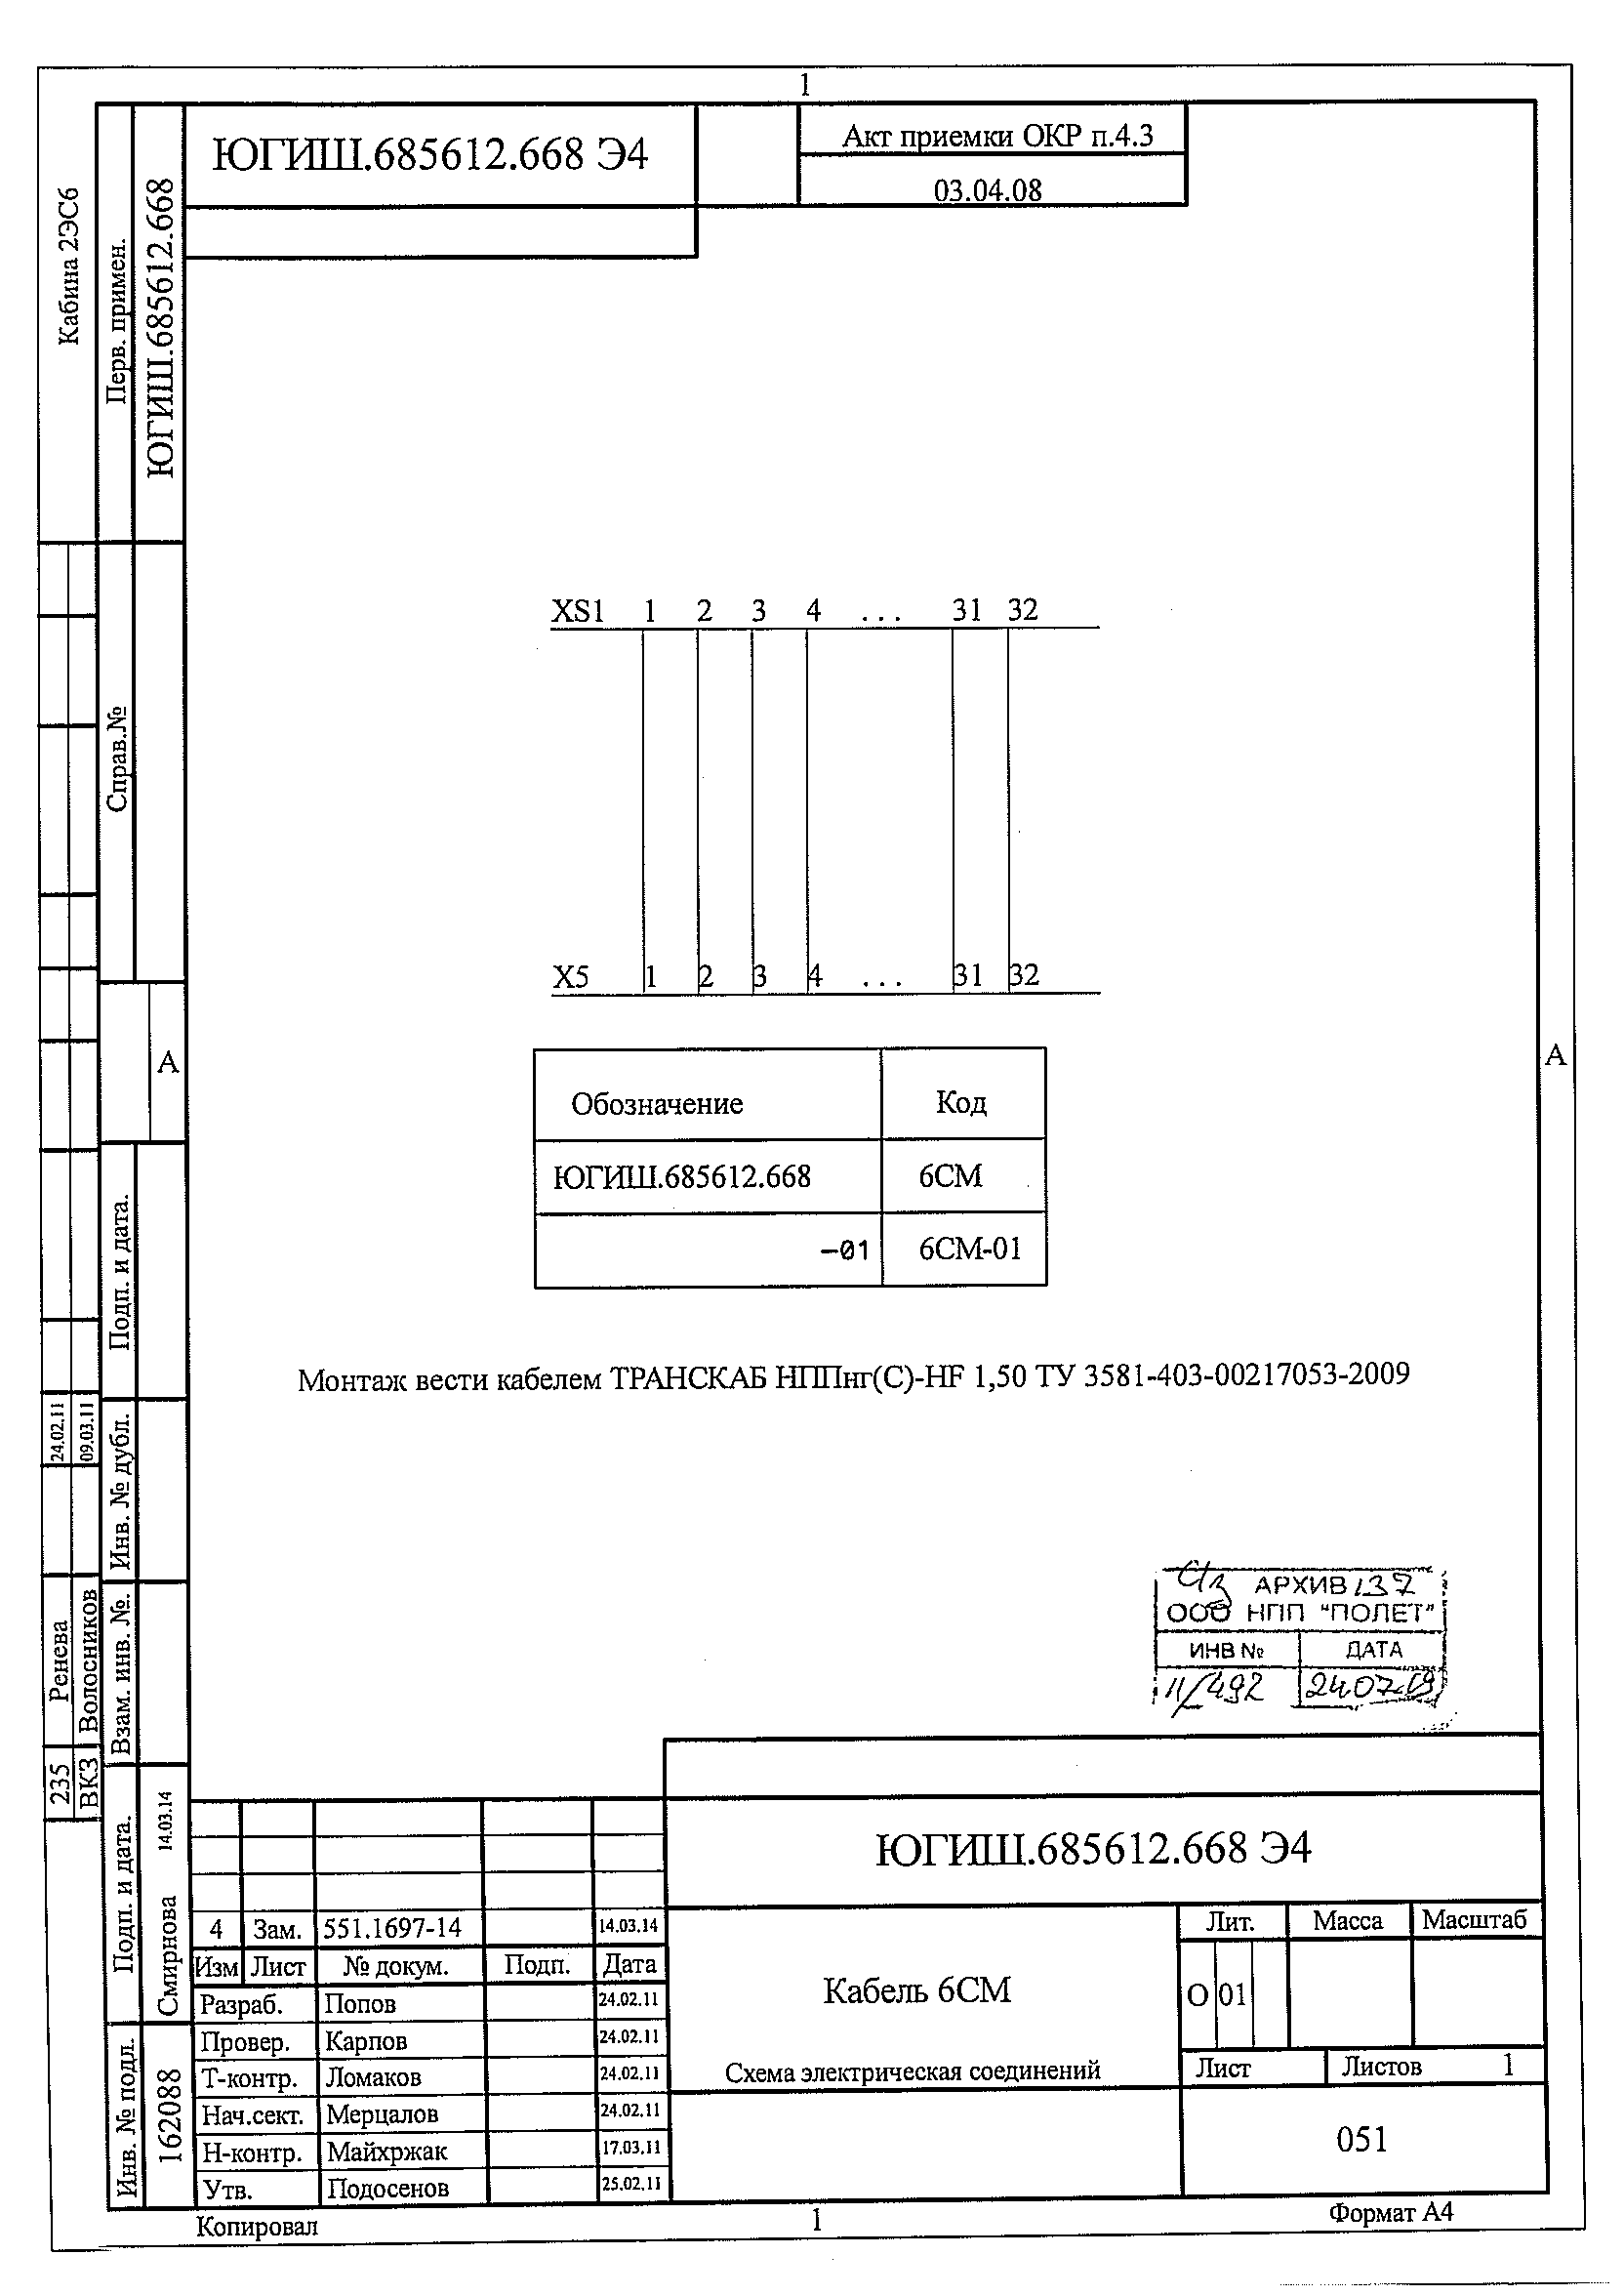 1
ЮГИШ.685612.668 Э4
Акт приемки ОКР п.4.3
03.04.08
Кабина 2ЭС6
Перв. примен.
ЮГИШ.685612.668
Справ.№
XS1 1 2 3 4 ... 31 32
X5 1 2 3 4 ... 31 32
А
А
Обозначение Код
ЮГИШ.685612.668 6СМ
-01 6СМ-01
Монтаж вести кабелем ТРАНСКАБ НППнг(С)-HF 1,50 ТУ 3581-403-00217053-2009
Подп. и дата.
Инв. № дубл.
Взам. инв. №.
Подп. и дата.
Смирнова 14.03.14
Инв. № подл.
162088
235 Ренева 24.02.11
ВКЗ Волосников 09.03.11
АРХИВ 137
ООО НПП "ПОЛЕТ"
ИНВ № ДАТА
11/492 240719
ЮГИШ.685612.668 Э4
4 Зам. 551.1697-14 14.03.14
Изм Лист № докум. Подп. Дата
Разраб. Попов 24.02.11
Провер. Карпов 24.02.11
Т-контр. Ломаков 24.02.11
Нач.сект. Мерцалов 24.02.11
Н-контр. Майхржак 17.03.11
Утв. Подосенов 25.02.11
Кабель 6СМ
Схема электрическая соединений
Лит. Масса Масштаб
О 01
Лист Листов 1
051
Копировал
1
Формат А4